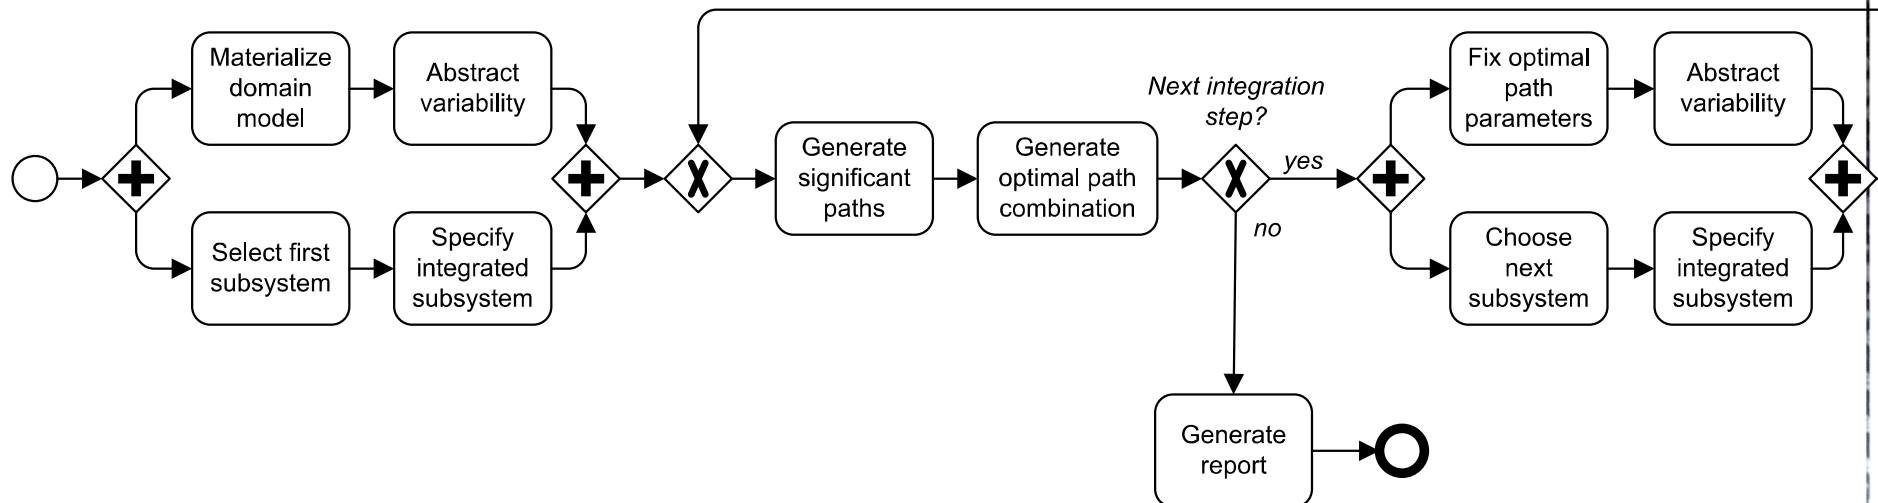 Materialize
domain
model
Abstract
variability
Select first
subsystem
Specify
integrated
subsystem
Generate
significant
paths
Generate
optimal path
combination
Next integration
step?
yes
no
Fix optimal
path
parameters
Abstract
variability
Choose
next
subsystem
Specify
integrated
subsystem
Generate
report